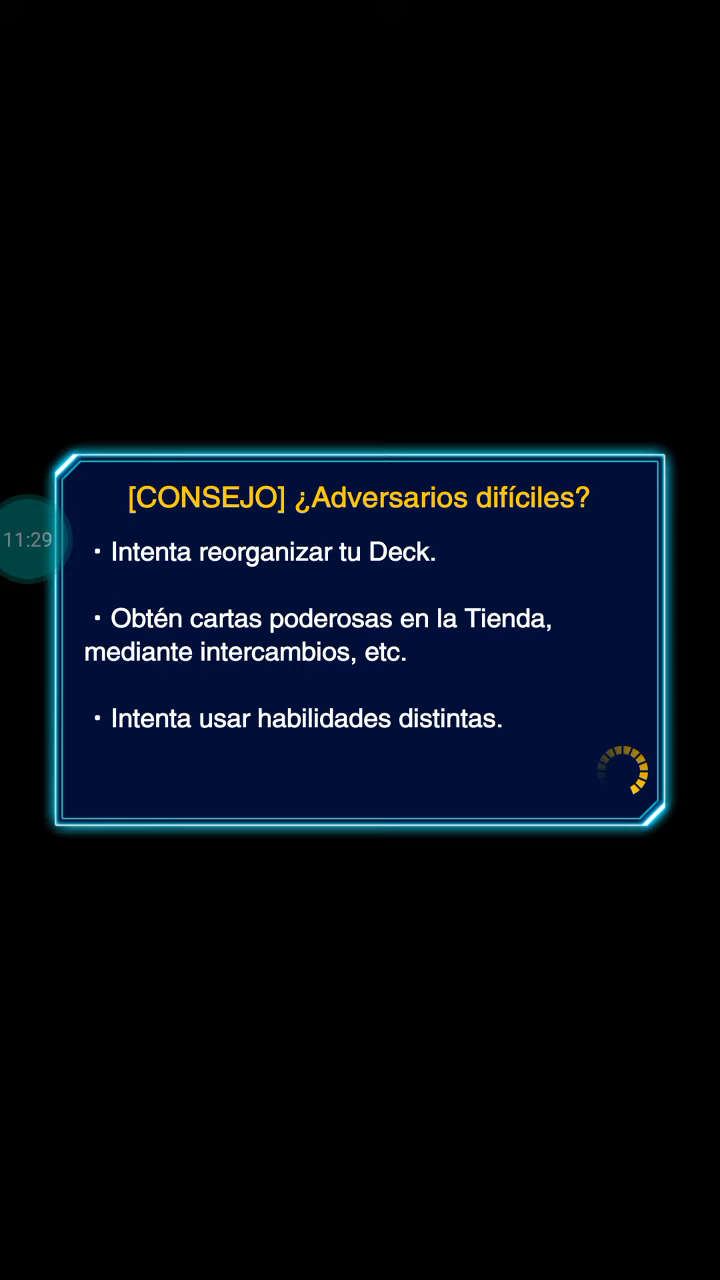 [CONSEJO] ¿Adversarios difíciles?
11:29
・Intenta reorganizar tu Deck.
・Obtén cartas poderosas en la Tienda,
mediante intercambios, etc.
・Intenta usar habilidades distintas.